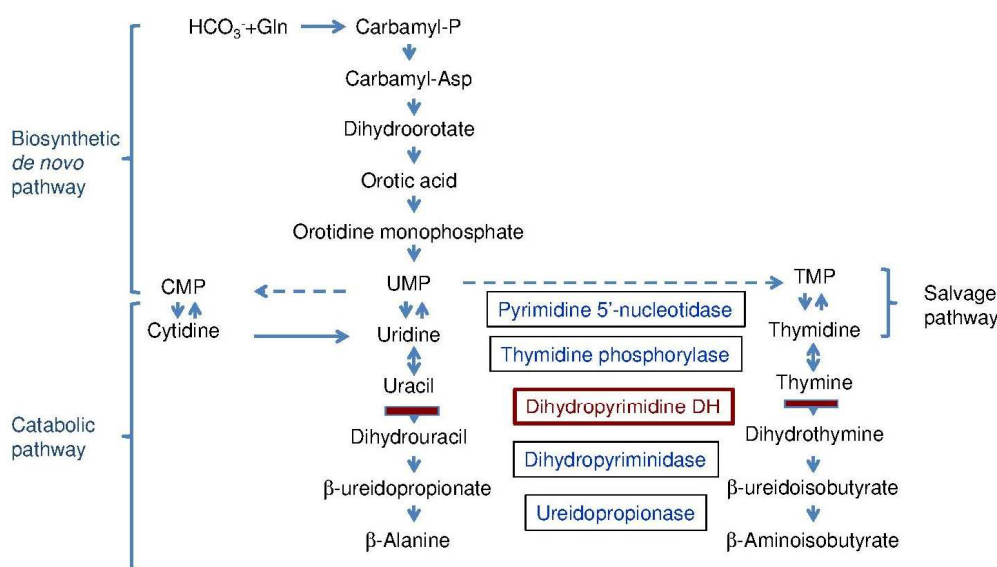 HCO₃⁻+Gln
Carbamyl-P
Carbamyl-Asp
Dihydroorotate
Biosynthetic
de novo
pathway
Orotic acid
Orotidine monophosphate
CMP
UMP
TMP
Cytidine
Uridine
Pyrimidine 5'-nucleotidase
Thymidine
Salvage
pathway
Thymidine phosphorylase
Uracil
Thymine
Dihydropyrimidine DH
Catabolic
pathway
Dihydrouracil
Dihydrothymine
Dihydropyriminidase
β-ureidopropionate
β-ureidoisobutyrate
Ureidopropionase
β-Alanine
β-Aminoisobutyrate